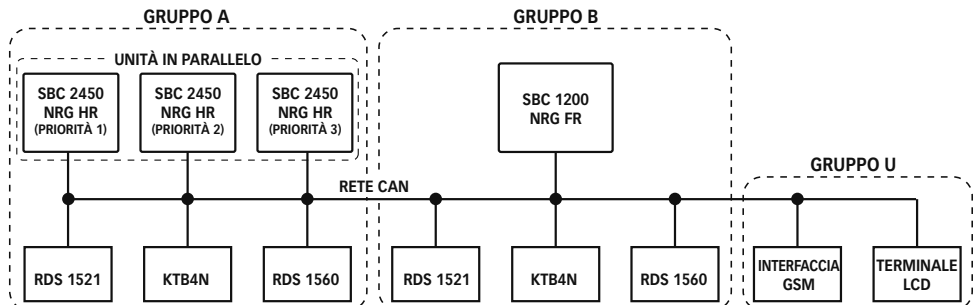 GRUPPO A
GRUPPO B
UNITÀ IN PARALLELO
SBC 2450
NRG HR
(PRIORITÀ 1)
SBC 2450
NRG HR
(PRIORITÀ 2)
SBC 2450
NRG HR
(PRIORITÀ 3)
SBC 1200
NRG FR
GRUPPO U
RETE CAN
RDS 1521
KTB4N
RDS 1560
RDS 1521
KTB4N
RDS 1560
INTERFACCIA
GSM
TERMINALE
LCD